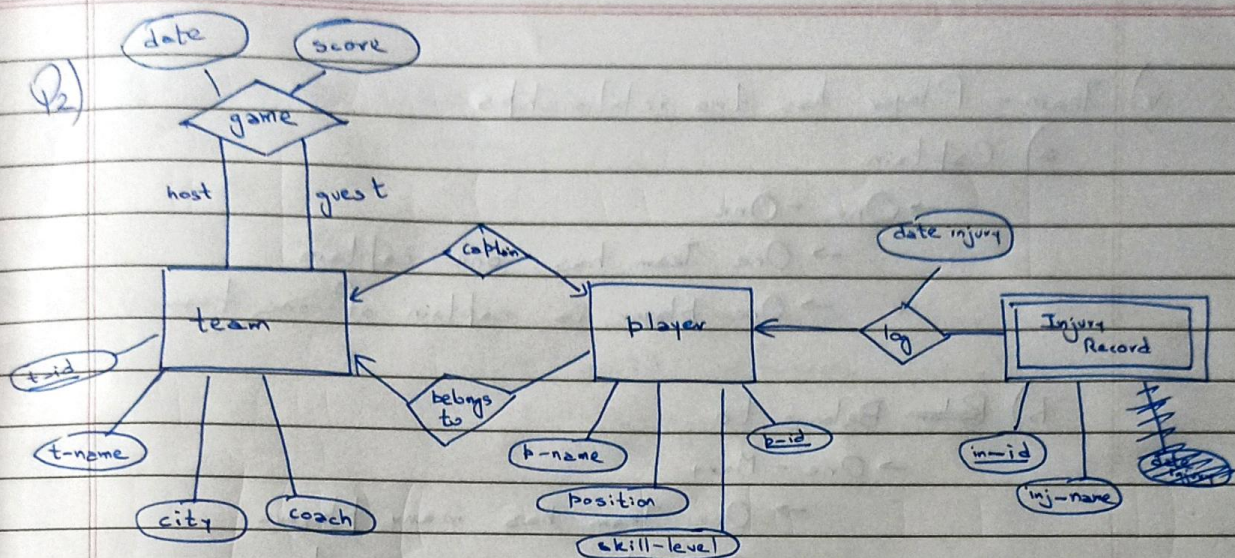 Q2)
date
score
game
host
guest
captain
date injury
team
player
log
Injury
Record
t-id
belongs
to
t-name
p-name
p-id
in-id
position
inj-name
city
coach
skill-level